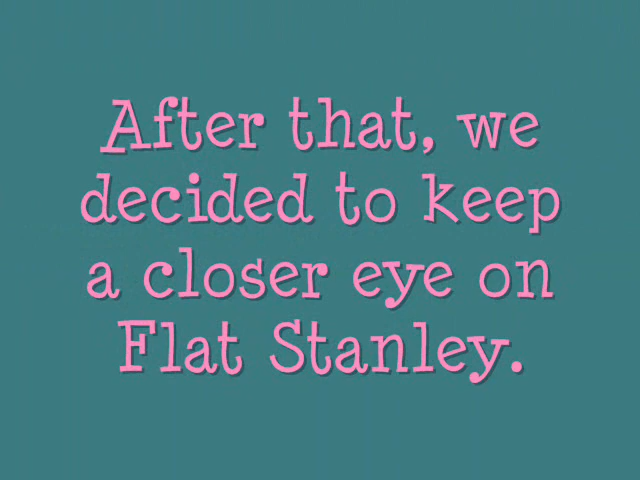 After that, we
decided to keep
a closer eye on
Flat Stanley.